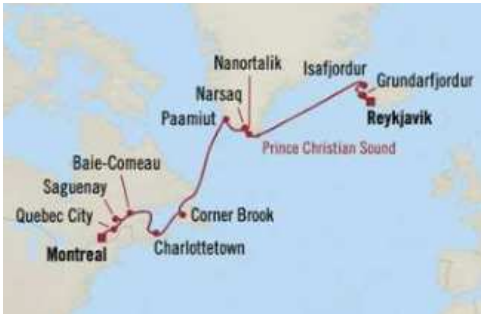 Nanortalik
Isafjordur
Grundarfjordur
Narsaq
Reykjavik
Paamiut
Prince Christian Sound
Baie-Comeau
Saguenay
Quebec City
Corner Brook
Montreal
Charlottetown